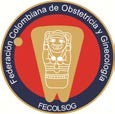 Federación Colombiana de Obstetricia y Ginecología
FECOLSOG